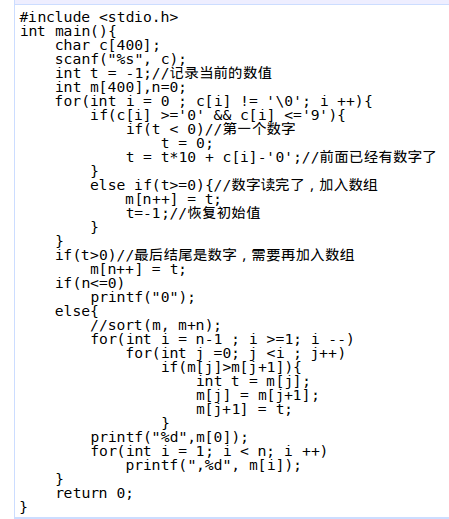 #include <stdio.h>
int main(){
    char c[400];
    scanf("%s", c);
    int t = -1;//记录当前的数值
    int m[400],n=0;
    for(int i = 0 ; c[i] != '\0'; i ++){
        if(c[i] >='0' && c[i] <='9'){
            if(t < 0)//第一个数字
                t = 0;
            t = t*10 + c[i]-'0';//前面已经有数字了
        }
        else if(t>=0){//数字读完了，加入数组
            m[n++] = t;
            t=-1;//恢复初始值
        }
    }
    if(t>0)//最后结尾是数字，需要再加入数组
        m[n++] = t;
    if(n<=0)
        printf("0");
    else{
        //sort(m, m+n);
        for(int i = n-1 ; i >=1; i --)
            for(int j =0; j <i ; j++)
                if(m[j]>m[j+1]){
                    int t = m[j];
                    m[j] = m[j+1];
                    m[j+1] = t;
                }
        printf("%d",m[0]);
        for(int i = 1; i < n; i ++)
            printf(",%d", m[i]);
    }
    return 0;
}